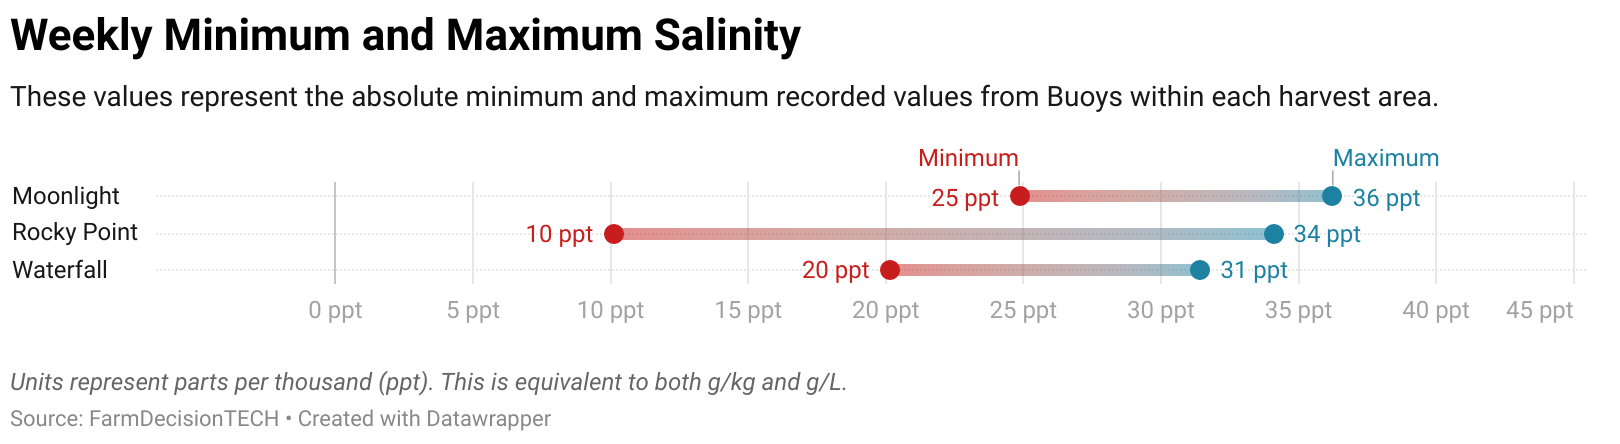 Weekly Minimum and Maximum Salinity
These values represent the absolute minimum and maximum recorded values from Buoys within each harvest area.
Minimum Maximum
Moonlight 25 ppt 36 ppt
Rocky Point 10 ppt 34 ppt
Waterfall 20 ppt 31 ppt
0 ppt 5 ppt 10 ppt 15 ppt 20 ppt 25 ppt 30 ppt 35 ppt 40 ppt 45 ppt
Units represent parts per thousand (ppt). This is equivalent to both g/kg and g/L.
Source: FarmDecisionTECH • Created with Datawrapper